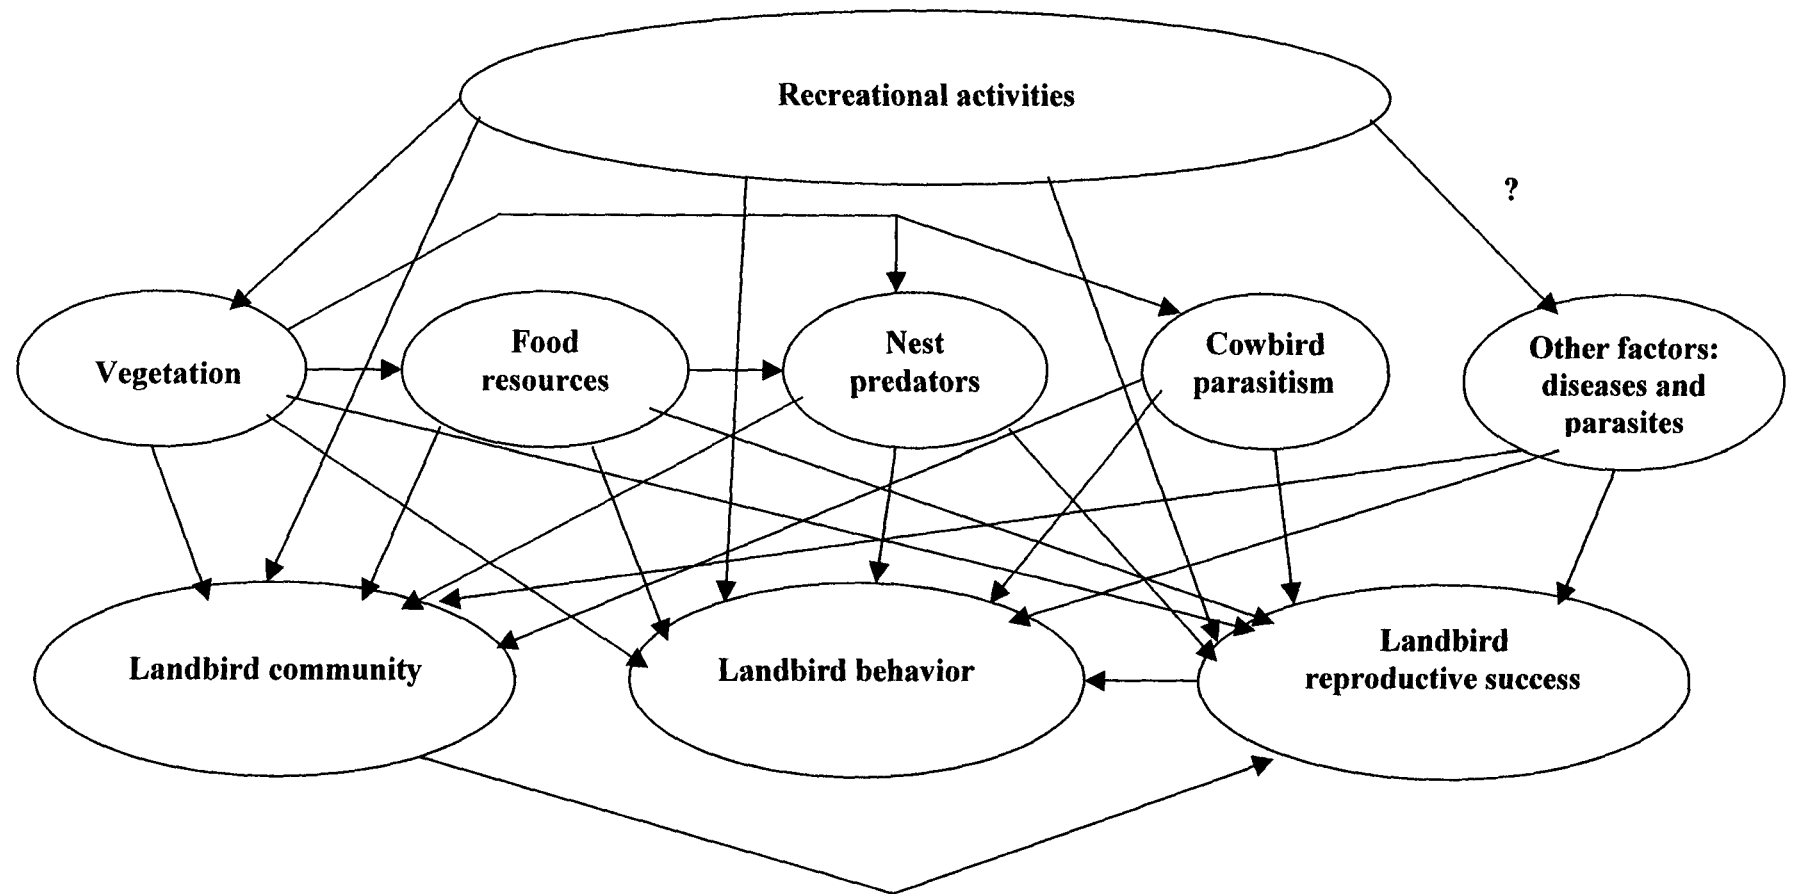 Recreational activities
?
Vegetation
Food
resources
Nest
predators
Cowbird
parasitism
Other factors:
diseases and
parasites
Landbird community
Landbird behavior
Landbird
reproductive success